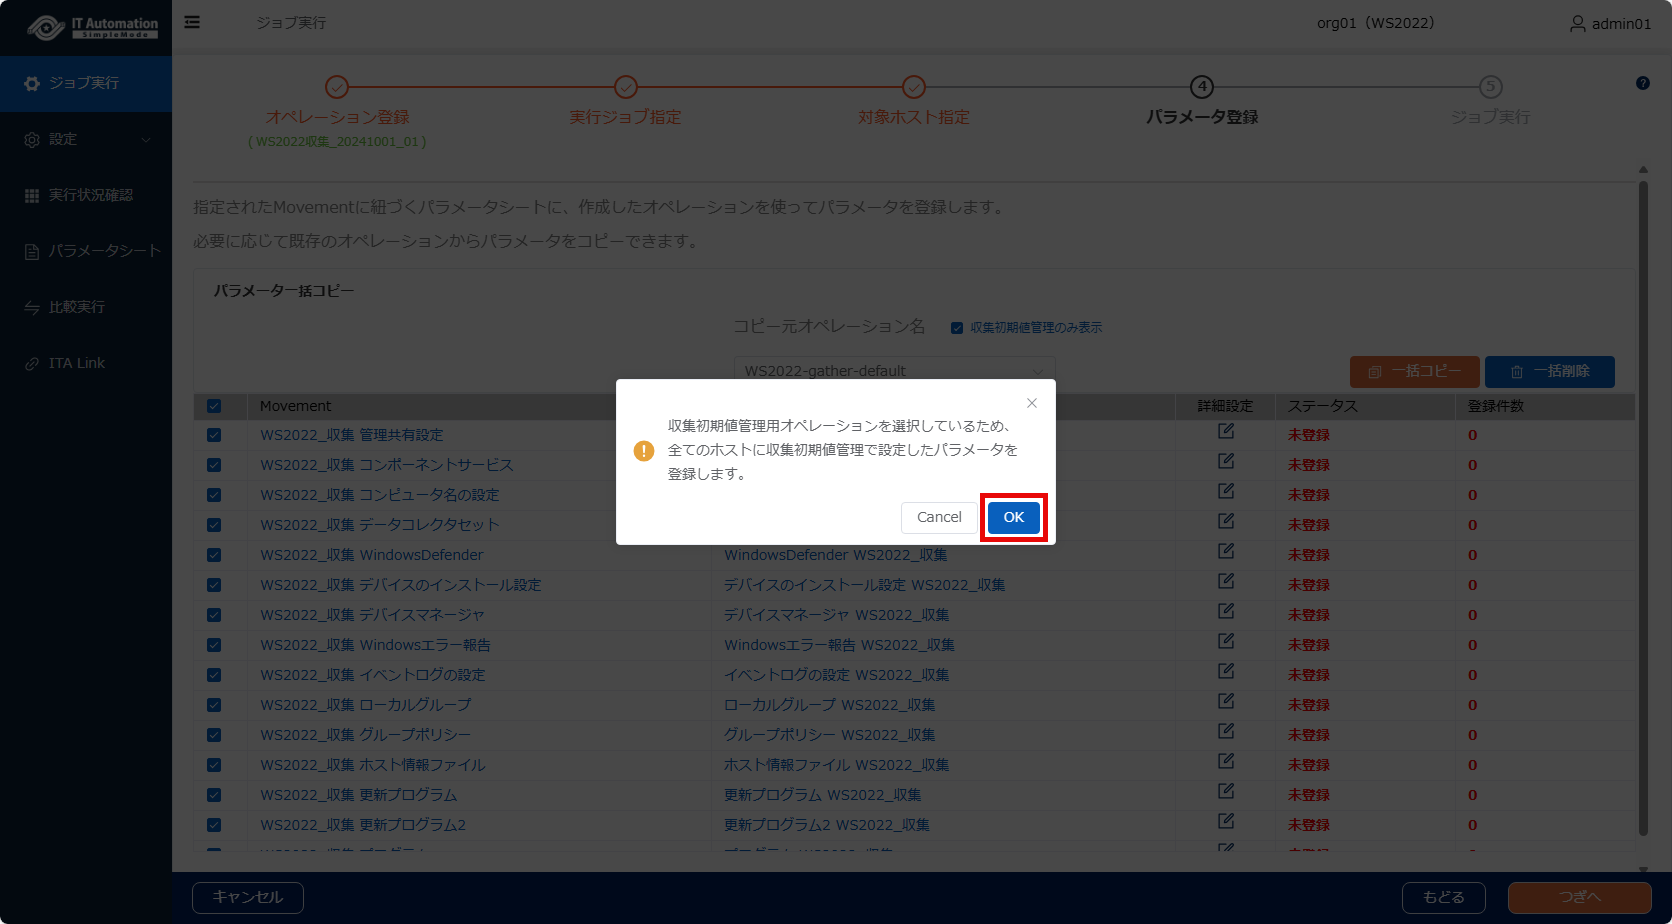 IT Automation
SimpleMode
ジョブ実行
org01（WS2022）
admin01
ジョブ実行
設定
実行状況確認
パラメータシート
比較実行
ITA Link
オペレーション登録
( WS2022収集_20241001_01 )
実行ジョブ指定
対象ホスト指定
4
パラメータ登録
5
ジョブ実行
?
指定されたMovementに紐づくパラメータシートに、作成したオペレーションを使ってパラメータを登録します。
必要に応じて既存のオペレーションからパラメータをコピーできます。
パラメーター括コピー
コピー元オペレーション名
収集初期値管理のみ表示
WS2022-gather-default
一括コピー
一括削除
収集初期値管理用オペレーションを選択しているため、
全てのホストに収集初期値管理で設定したパラメータを
登録します。
Cancel
OK
Movement 詳細設定 ステータス 登録件数
WS2022_収集 管理共有設定 未登録 0
WS2022_収集 コンポーネントサービス 未登録 0
WS2022_収集 コンピュータ名の設定 未登録 0
WS2022_収集 データコレクタセット 未登録 0
WS2022_収集 WindowsDefender WindowsDefender WS2022_収集 未登録 0
WS2022_収集 デバイスのインストール設定 デバイスのインストール設定 WS2022_収集 未登録 0
WS2022_収集 デバイスマネージャ デバイスマネージャ WS2022_収集 未登録 0
WS2022_収集 Windowsエラー報告 Windowsエラー報告 WS2022_収集 未登録 0
WS2022_収集 イベントログの設定 イベントログの設定 WS2022_収集 未登録 0
WS2022_収集 ローカルグループ ローカルグループ WS2022_収集 未登録 0
WS2022_収集 グループポリシー グループポリシー WS2022_収集 未登録 0
WS2022_収集 ホスト情報ファイル ホスト情報ファイル WS2022_収集 未登録 0
WS2022_収集 更新プログラム 更新プログラム WS2022_収集 未登録 0
WS2022_収集 更新プログラム2 更新プログラム2 WS2022_収集 未登録 0
キャンセル
もどる
つぎへ